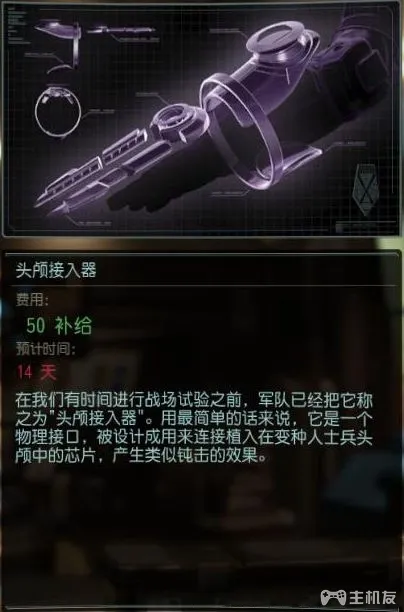 头颅接入器
费用：
50 补给
预计时间：
14 天
在我们有时间进行战场试验之前，军队已经把它称
之为"头颅接入器"。用最简单的话来说，它是一个
物理接口，被设计成用来连接植入在变种人士兵头
颅中的芯片，产生类似钝击的效果。
主机友